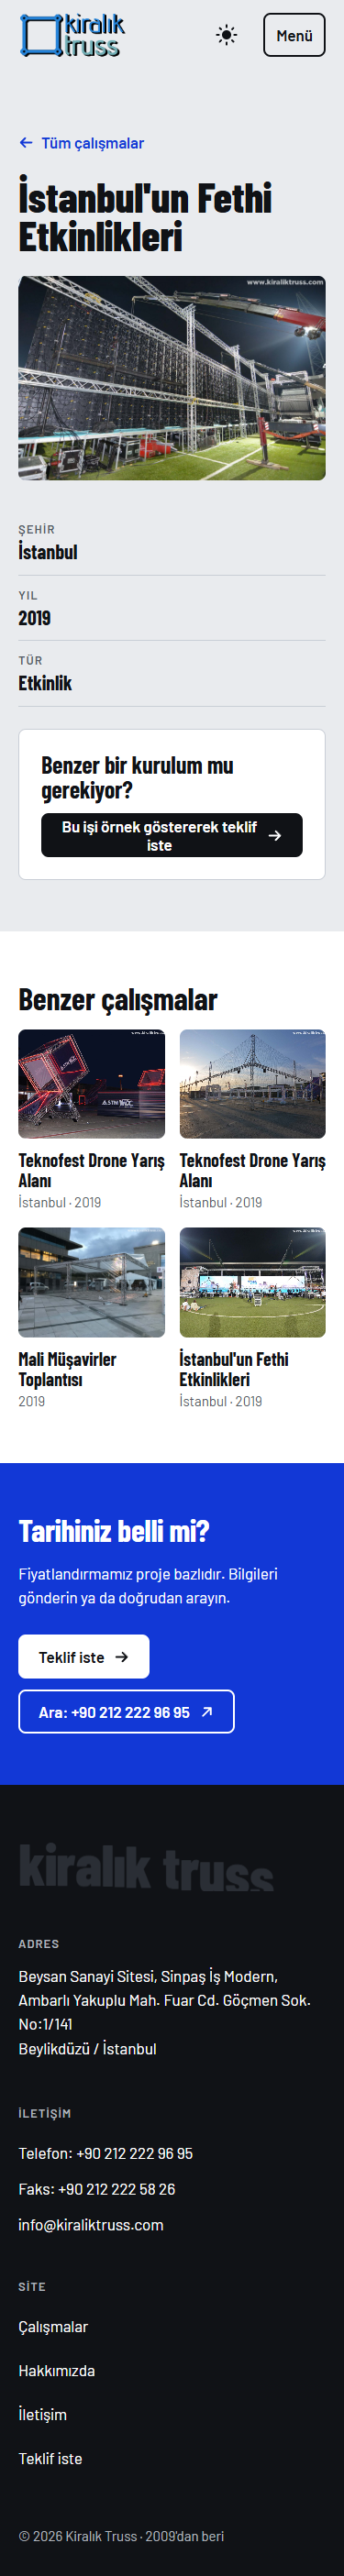 kiralık
truss
Menü
← Tüm çalışmalar
İstanbul'un Fethi
Etkinlikleri
www.kiraliktruss.com
ŞEHİR
İstanbul
YIL
2019
TÜR
Etkinlik
Benzer bir kurulum mu
gerekiyor?
Bu işi örnek göstererek teklif
iste →
Benzer çalışmalar
Teknofest Drone Yarış
Alanı
İstanbul · 2019
Teknofest Drone Yarış
Alanı
İstanbul · 2019
Mali Müşavirler
Toplantısı
2019
İstanbul'un Fethi
Etkinlikleri
İstanbul · 2019
Tarihiniz belli mi?
Fiyatlandırmamız proje bazlıdır. Bilgileri
gönderin ya da doğrudan arayın.
Teklif iste →
Ara: +90 212 222 96 95 ↗
kiralık truss
ADRES
Beysan Sanayi Sitesi, Sinpaş İş Modern,
Ambarlı Yakuplu Mah. Fuar Cd. Göçmen Sok.
No:1/141
Beylikdüzü / İstanbul
İLETİŞİM
Telefon: +90 212 222 96 95
Faks: +90 212 222 58 26
info@kiraliktruss.com
SİTE
Çalışmalar
Hakkımızda
İletişim
Teklif iste
© 2026 Kiralık Truss · 2009'dan beri